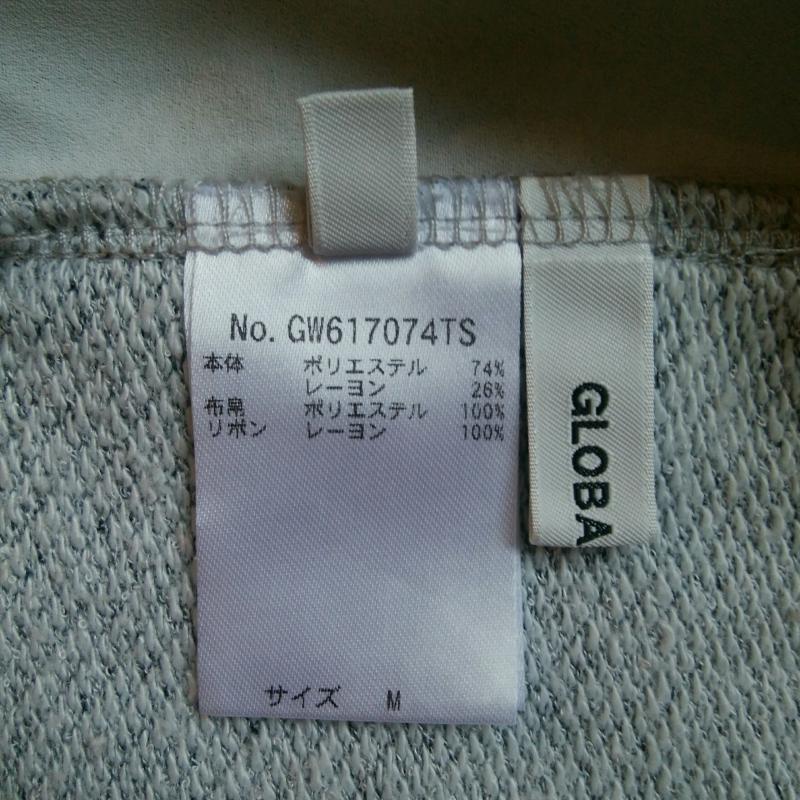 No. GW617074TS
本体 ポリエステル 74%
レーヨン 26%
布帛 ポリエステル 100%
リボン レーヨン 100%
サイズ M
GLOBA